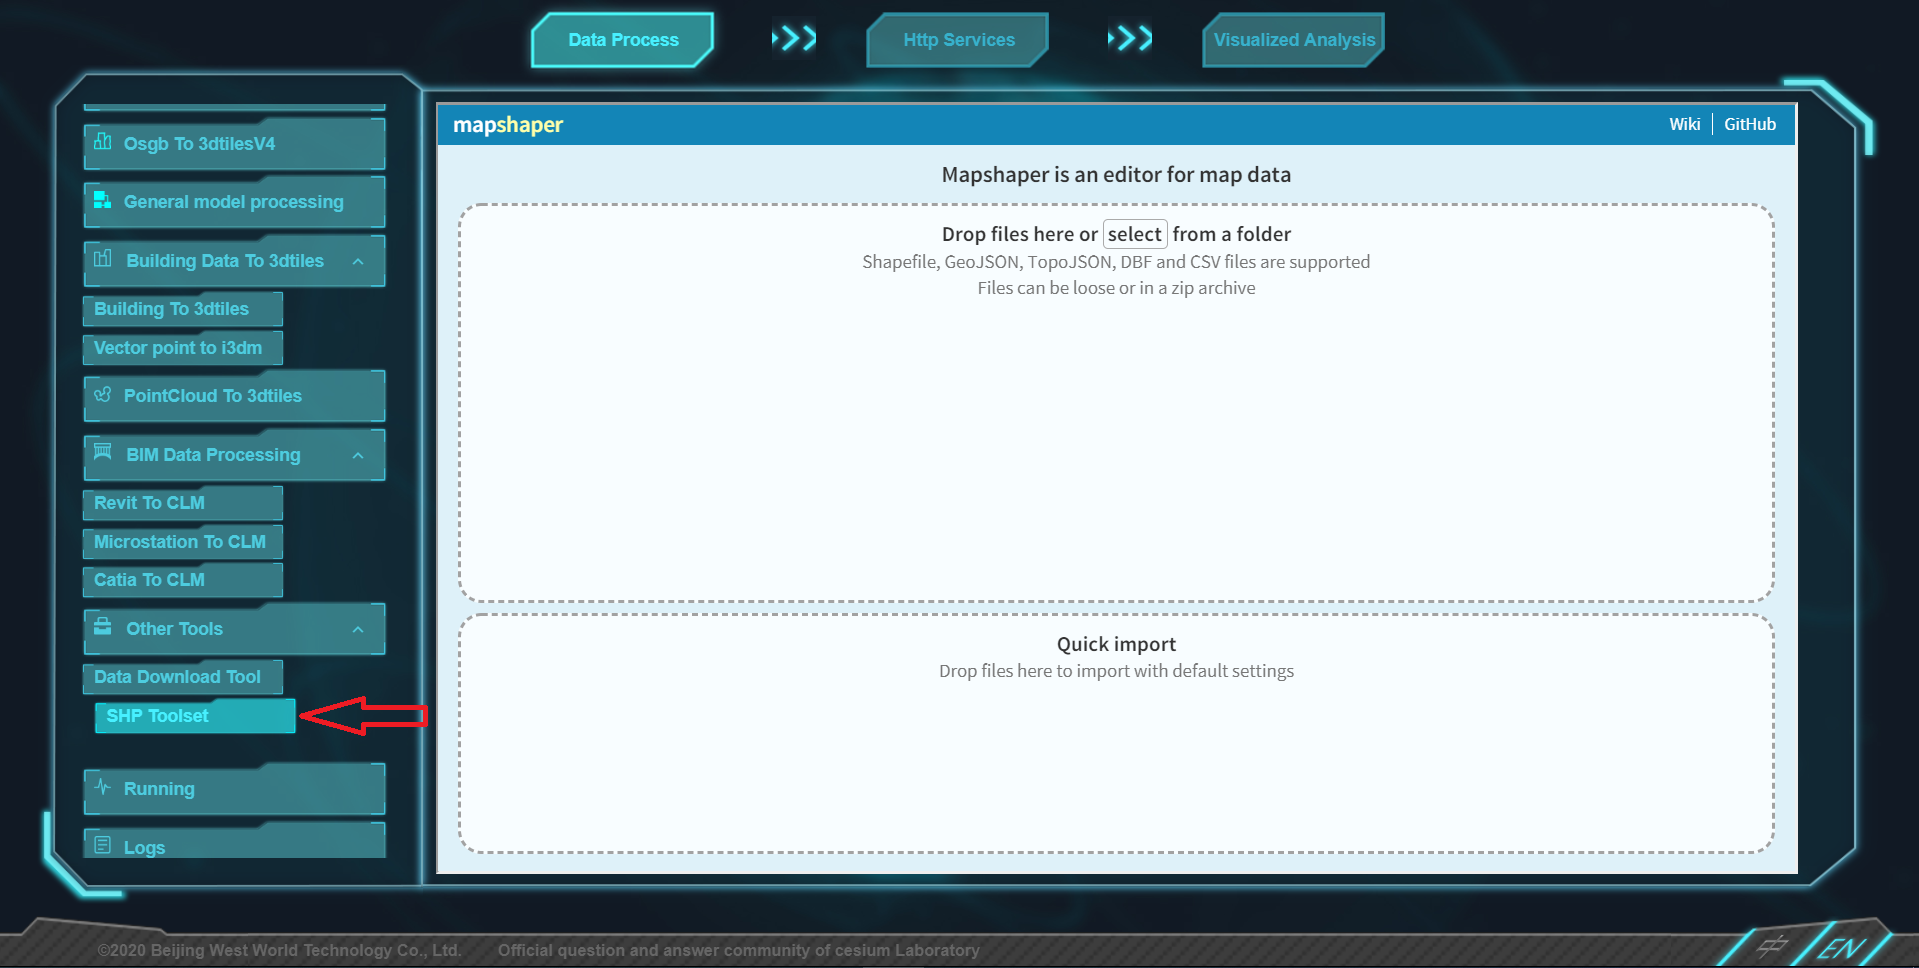 Data Process
Http Services
Visualized Analysis
Osgb To 3dtilesV4
General model processing
Building Data To 3dtiles
Building To 3dtiles
Vector point to i3dm
PointCloud To 3dtiles
BIM Data Processing
Revit To CLM
Microstation To CLM
Catia To CLM
Other Tools
Data Download Tool
SHP Toolset
Running
Logs
mapshaper
Wiki
GitHub
Mapshaper is an editor for map data
Drop files here or select from a folder
Shapefile, GeoJSON, TopoJSON, DBF and CSV files are supported
Files can be loose or in a zip archive
Quick import
Drop files here to import with default settings
©2020 Beijing West World Technology Co., Ltd.
Official question and answer community of cesium Laboratory
中
EN